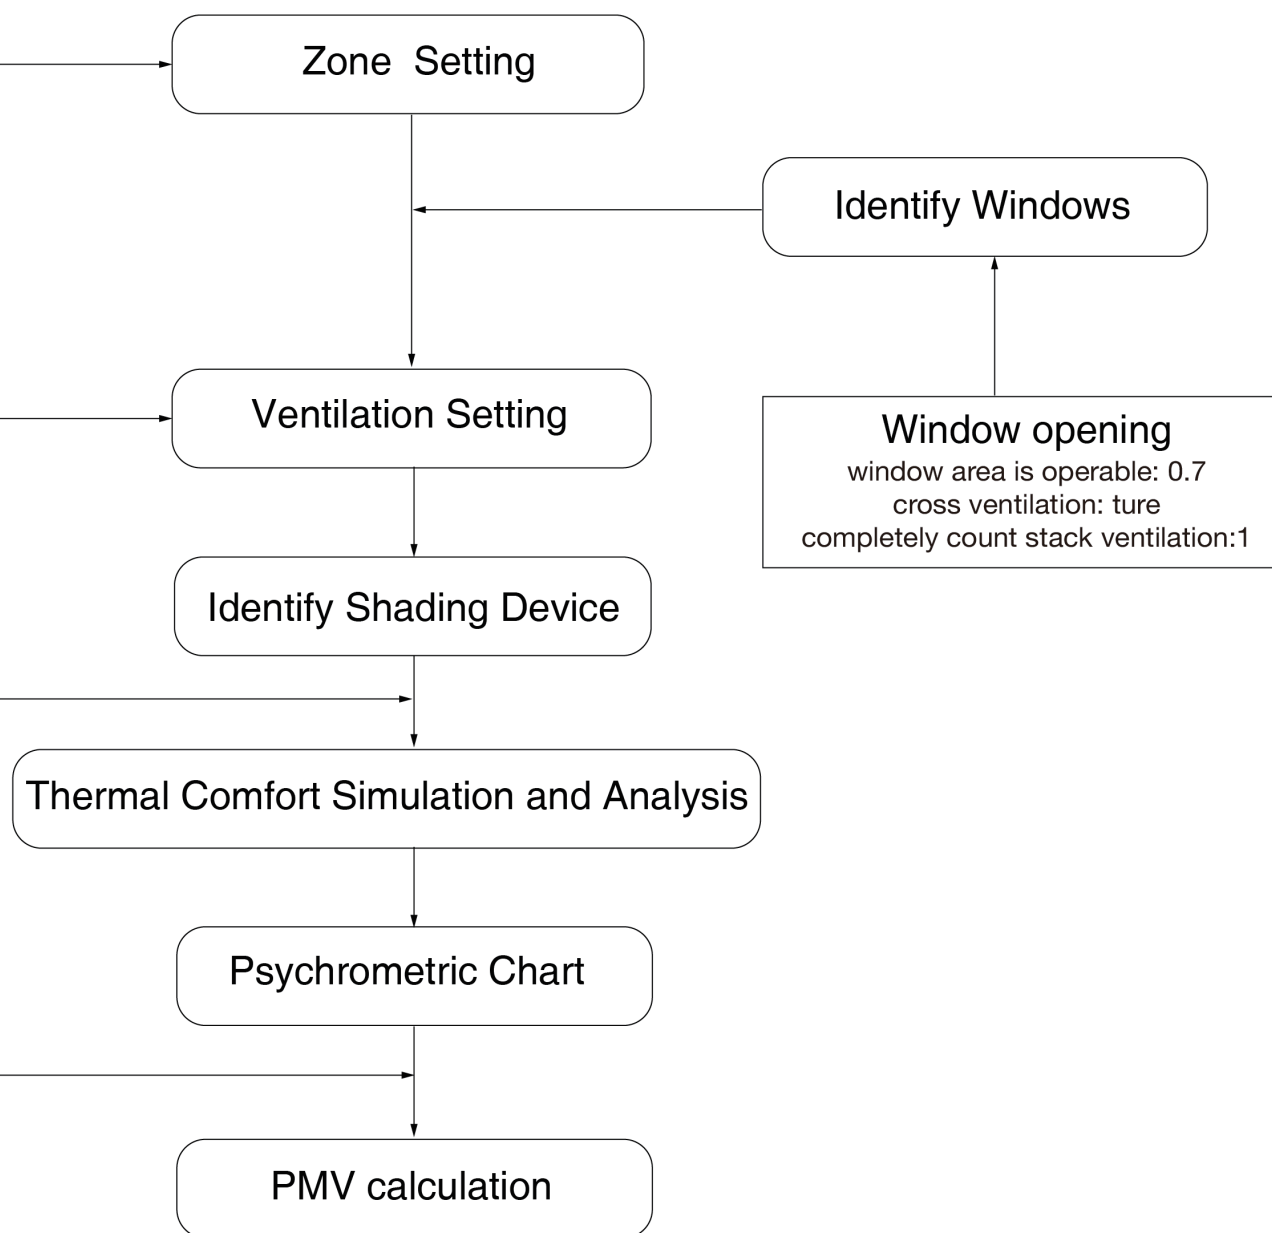 Zone Setting
Identify Windows
Ventilation Setting
Window opening
window area is operable: 0.7
cross ventilation: ture
completely count stack ventilation:1
Identify Shading Device
Thermal Comfort Simulation and Analysis
Psychrometric Chart
PMV calculation